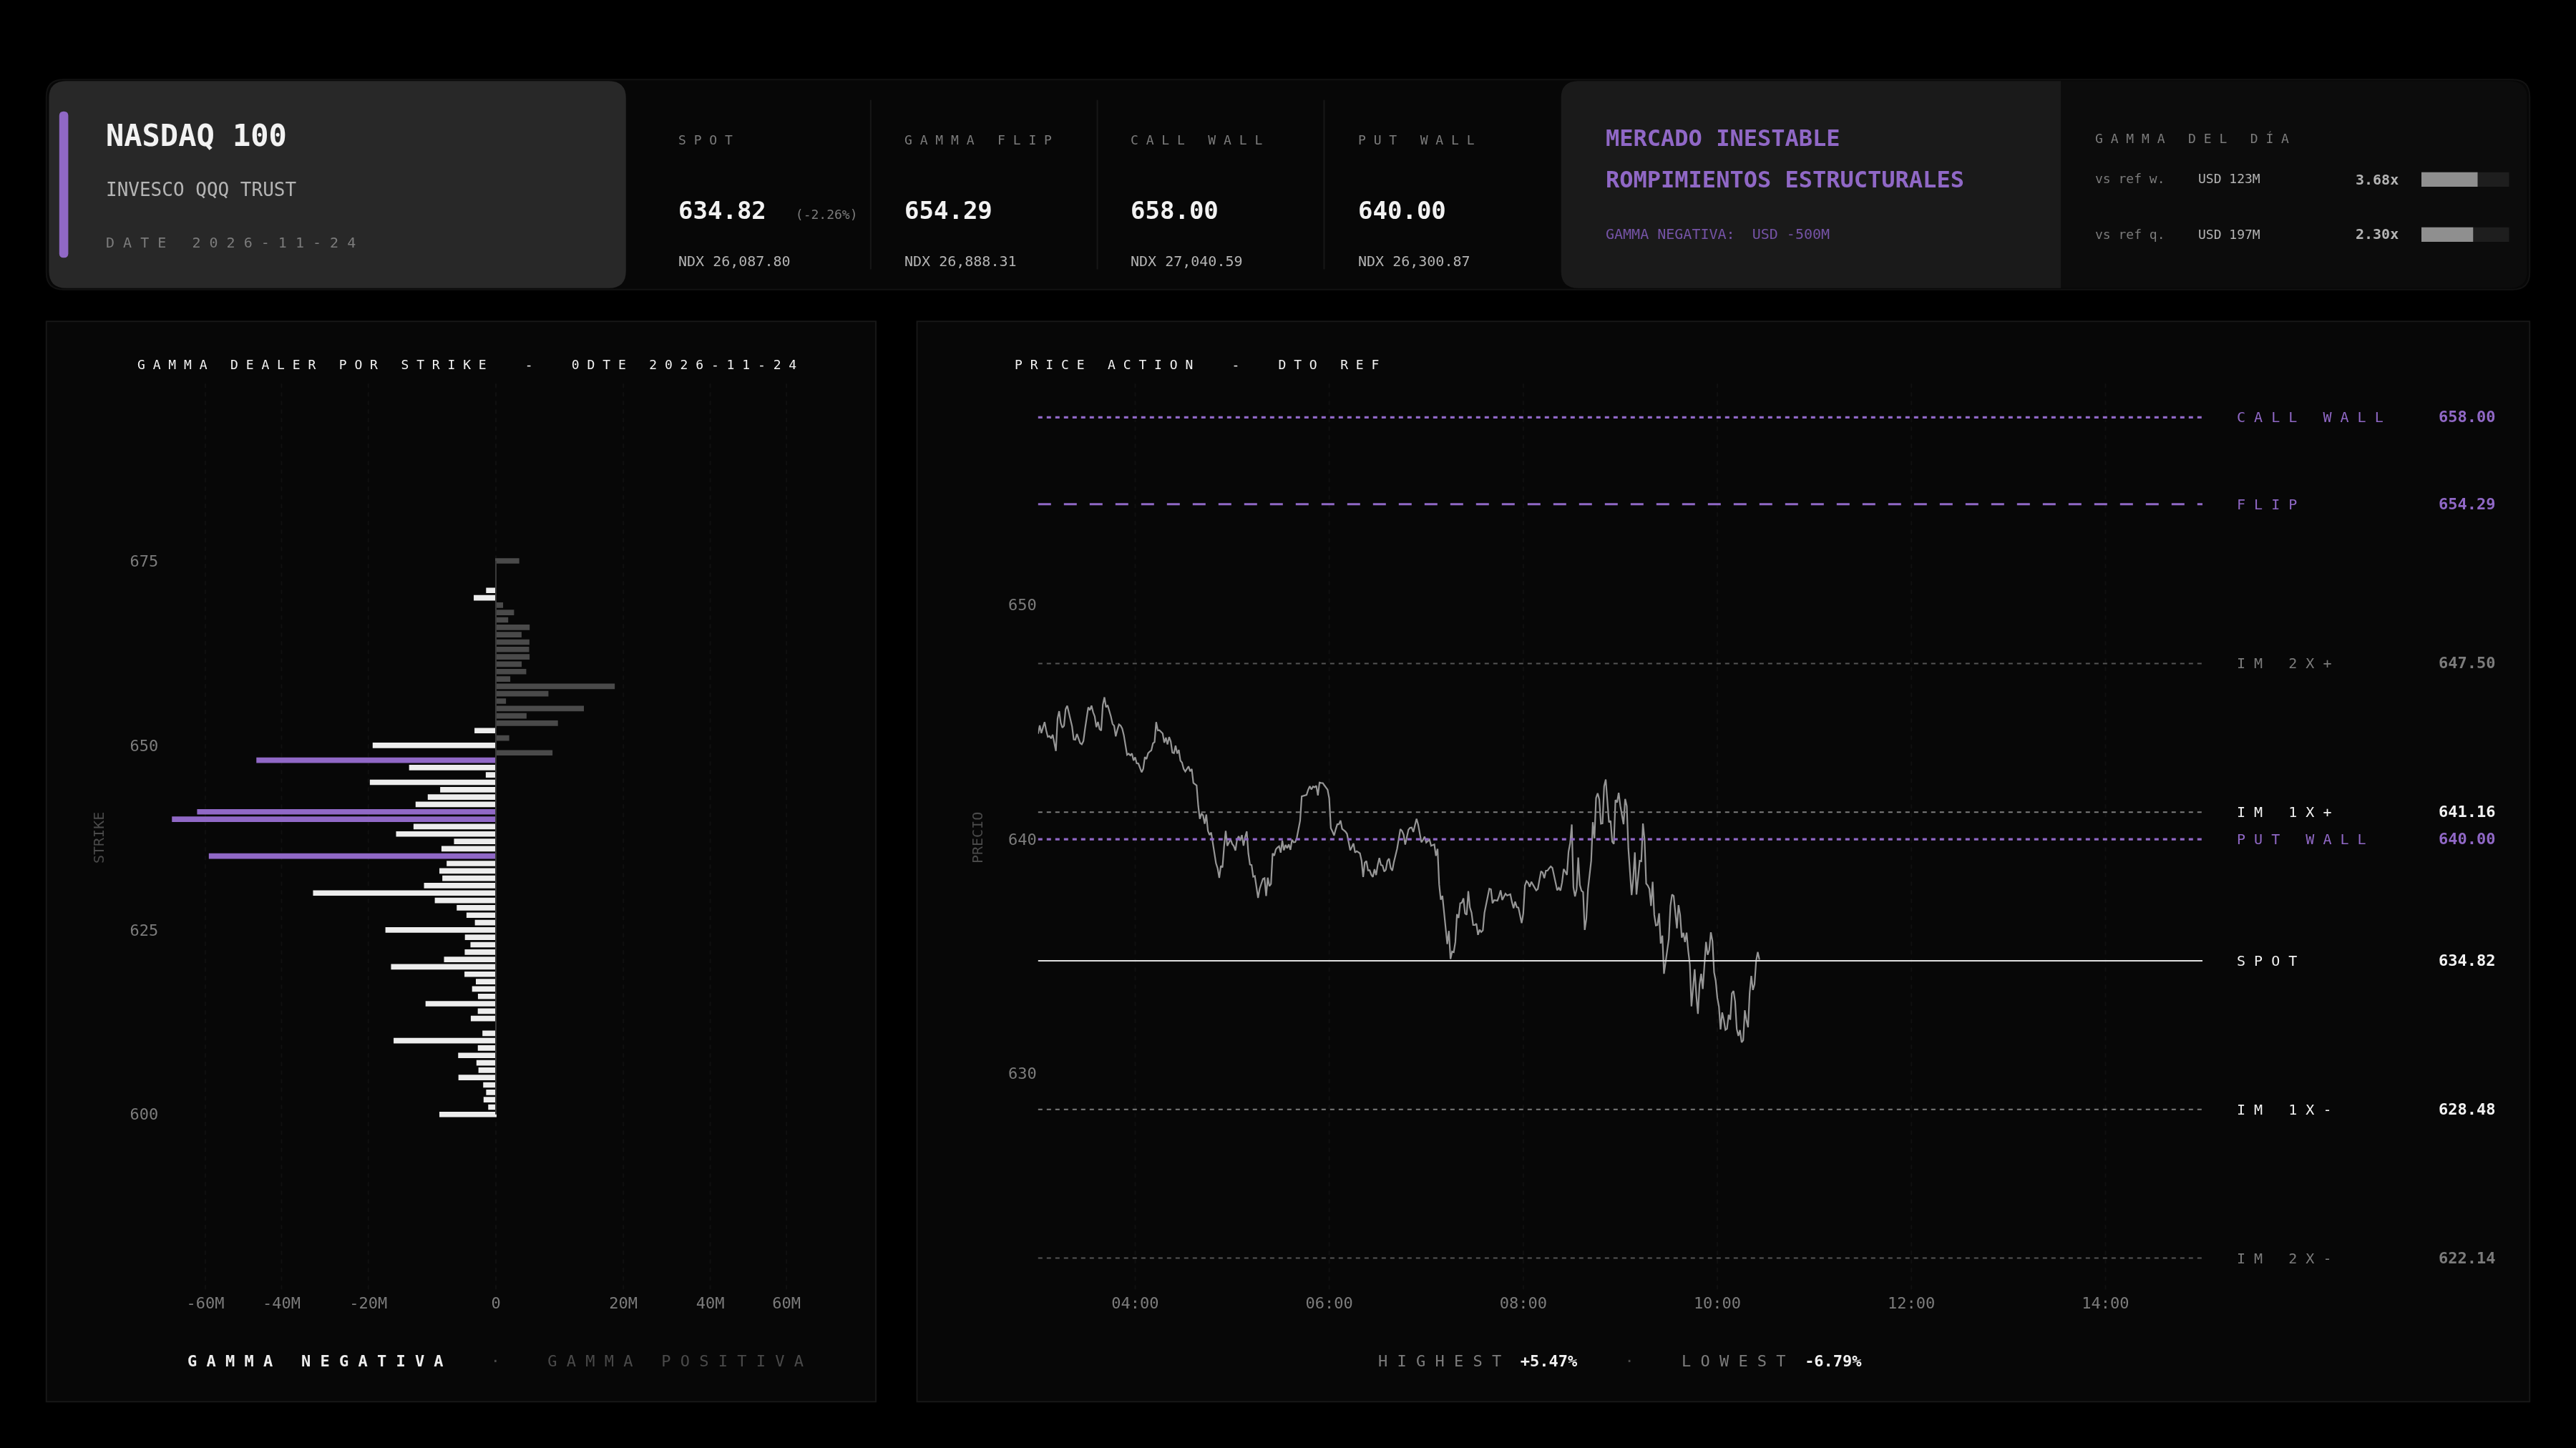 NASDAQ 100
INVESCO QQQ TRUST
DATE 2026-11-24
SPOT
634.82 (-2.26%)
NDX 26,087.80
GAMMA FLIP
654.29
NDX 26,888.31
CALL WALL
658.00
NDX 27,040.59
PUT WALL
640.00
NDX 26,300.87
MERCADO INESTABLE
ROMPIMIENTOS ESTRUCTURALES
GAMMA NEGATIVA: USD -500M
GAMMA DEL DÍA
vs ref w. USD 123M 3.68x
vs ref q. USD 197M 2.30x
GAMMA DEALER POR STRIKE - 0DTE 2026-11-24
STRIKE
675
650
625
600
-60M -40M -20M 0 20M 40M 60M
GAMMA NEGATIVA · GAMMA POSITIVA
PRICE ACTION - DTO REF
PRECIO
650
640
630
CALL WALL 658.00
FLIP 654.29
IM 2X+ 647.50
IM 1X+ 641.16
PUT WALL 640.00
SPOT 634.82
IM 1X- 628.48
IM 2X- 622.14
04:00 06:00 08:00 10:00 12:00 14:00
HIGHEST +5.47% · LOWEST -6.79%